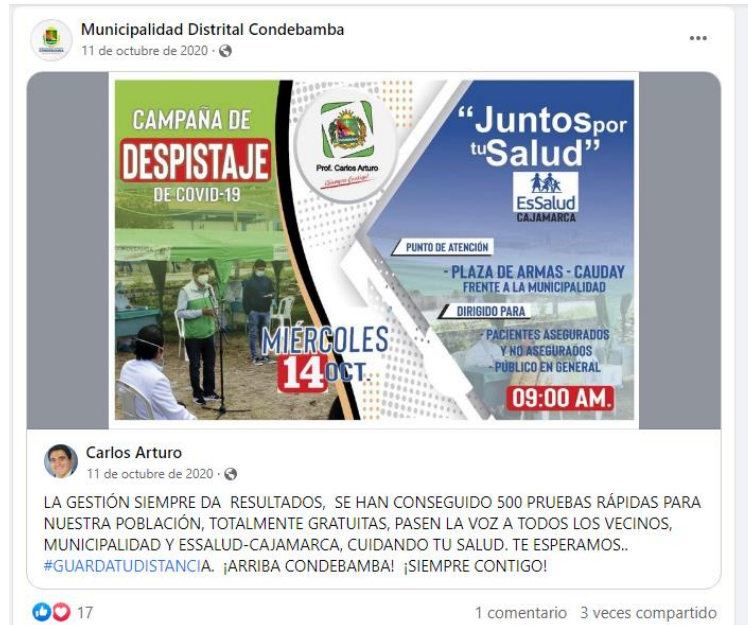 Municipalidad Distrital Condebamba
11 de octubre de 2020 ·
CAMPAÑA DE
DESPISTAJE
DE COVID-19
Prof. Carlos Arturo
¡Siempre Contigo!
MIÉRCOLES
14 OCT.
“Juntos por
tu Salud”
EsSalud
CAJAMARCA
PUNTO DE ATENCIÓN
- PLAZA DE ARMAS - CAUDAY
FRENTE A LA MUNICIPALIDAD
DIRIGIDO PARA
- PACIENTES ASEGURADOS
Y NO ASEGURADOS
- PÚBLICO EN GENERAL
09:00 AM.
Carlos Arturo
11 de octubre de 2020 ·
LA GESTIÓN SIEMPRE DA RESULTADOS, SE HAN CONSEGUIDO 500 PRUEBAS RÁPIDAS PARA
NUESTRA POBLACIÓN, TOTALMENTE GRATUITAS, PASEN LA VOZ A TODOS LOS VECINOS,
MUNICIPALIDAD Y ESSALUD-CAJAMARCA, CUIDANDO TU SALUD. TE ESPERAMOS..
#GUARDATUDISTANCIA. ¡ARRIBA CONDEBAMBA! ¡SIEMPRE CONTIGO!
17
1 comentario 3 veces compartido